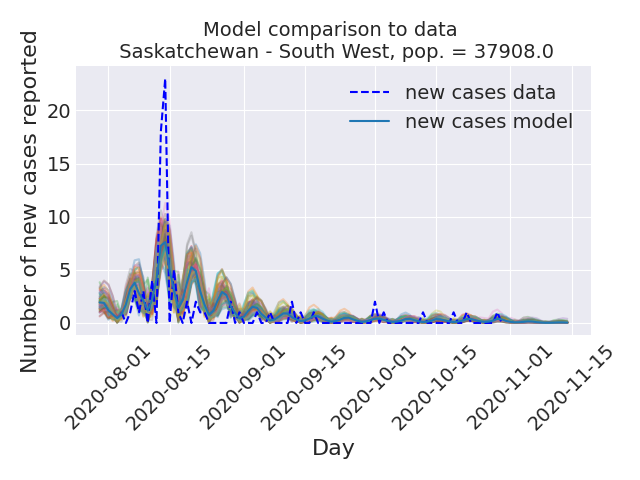 Model comparison to data
Saskatchewan - South West, pop. = 37908.0
Number of new cases reported
20
15
10
5
0
new cases data
new cases model
2020-08-01
2020-08-15
2020-09-01
2020-09-15
2020-10-01
2020-10-15
2020-11-01
2020-11-15
Day